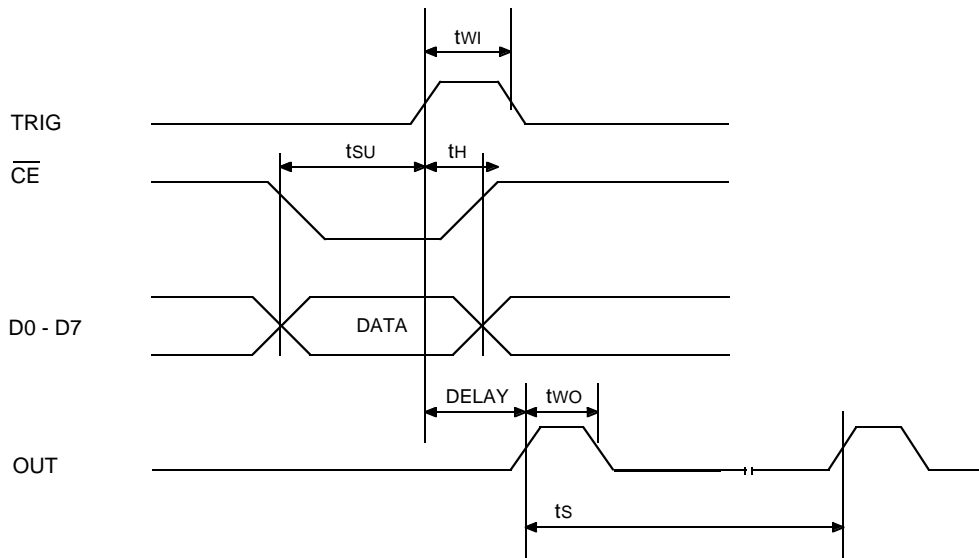 tWI
TRIG
tSU
tH
CE
D0 - D7
DATA
DELAY
tWO
OUT
tS